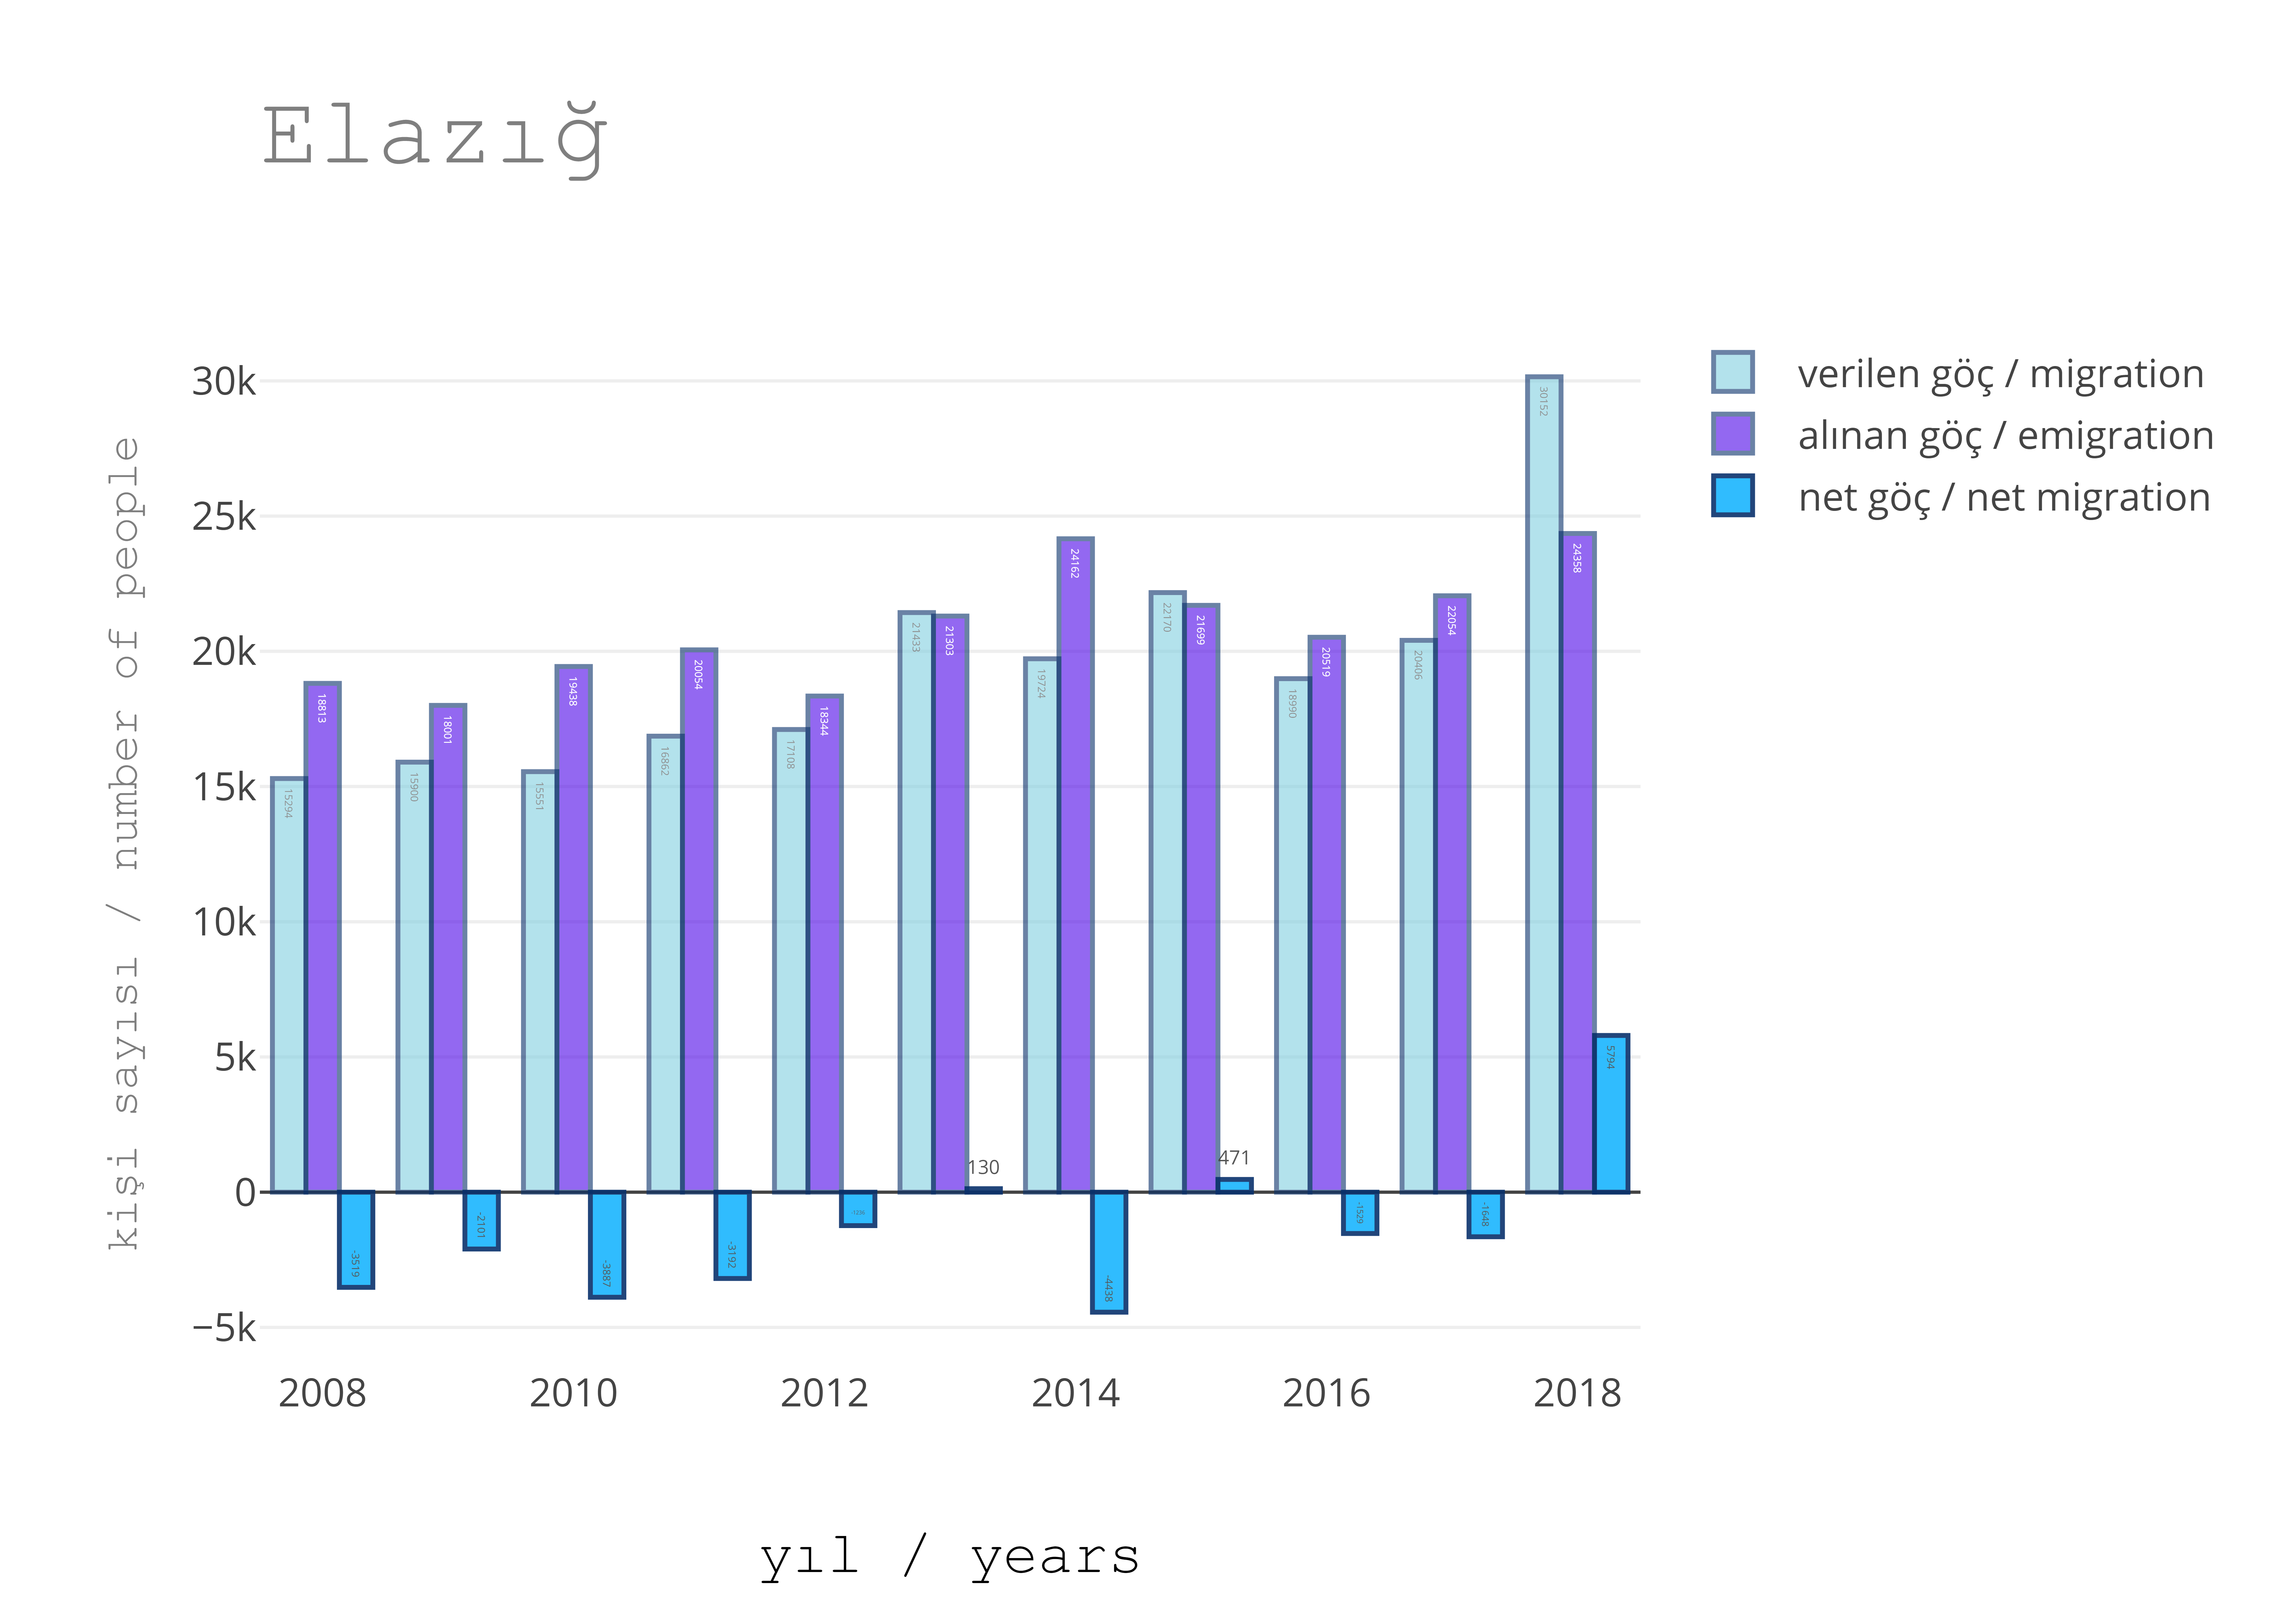 Elazığ
verilen göç / migration
alınan göç / emigration
net göç / net migration
kişi sayısı / number of people
30k
25k
20k
15k
10k
5k
0
−5k
15294
18813
-3519
15900
18001
-2101
15551
19438
-3887
16862
20054
-3192
17108
18344
-1236
21433
21303
130
19724
24162
-4438
22170
21699
471
18990
20519
-1529
20406
22054
-1648
30152
24358
5794
2008 2010 2012 2014 2016 2018
yıl / years